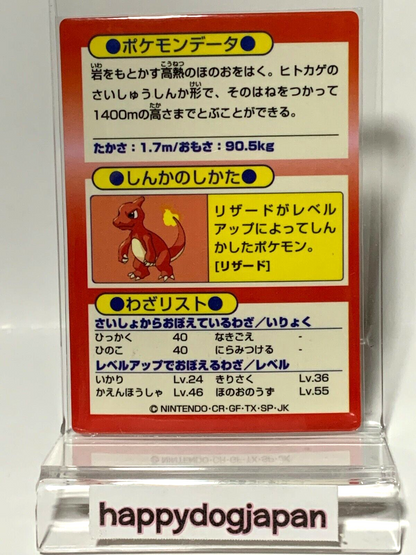 ●ポケモンデータ●
岩をもとかす高熱のほのおをはく。ヒトカゲの
さいしゅうしんか形で、そのはねをつかって
1400mの高さまでとぶことができる。
たかさ：1.7m/おもさ：90.5kg
●しんかのしかた●
リザードがレベル
アップによってしん
かしたポケモン。
[リザード]
●わざリスト●
さいしょからおぼえているわざ／いりょく
ひっかく 40 なきごえ -
ひのこ 40 にらみつける -
レベルアップでおぼえるわざ／レベル
いかり Lv.24 きりさく Lv.36
かえんほうしゃ Lv.46 ほのおのうず Lv.55
©NINTENDO・CR・GF・TX・SP・JK
happydogjapan